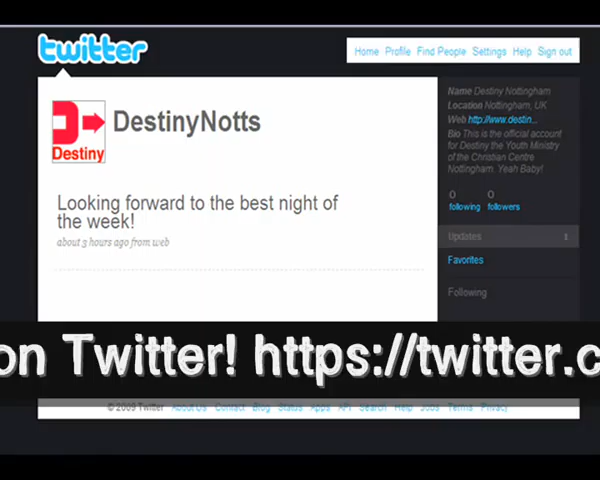 twitter
Home Profile Find People Settings Help Sign out
DestinyNotts
Destiny
Looking forward to the best night of
the week!
about 3 hours ago from web
Name Destiny Nottingham
Location Nottingham, UK
Web http://www.destin...
Bio This is the official account
for Destiny the Youth Ministry
of the Christian Centre
Nottingham. Yeah Baby!
0 0
following followers
Updates 1
Favorites
Following
on Twitter! https://twitter.c
© 2009 Twitter About Us Contact Blog Status Apps API Search Help Jobs Terms Privacy